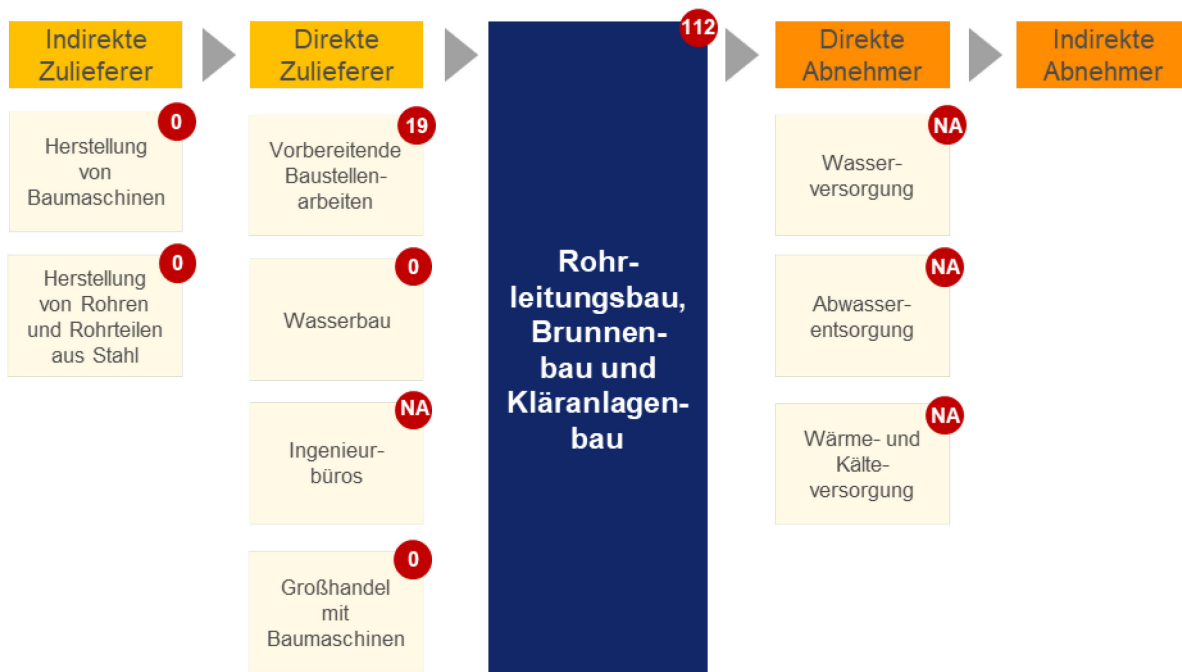 Indirekte
Zulieferer
Direkte
Zulieferer
112
Direkte
Abnehmer
Indirekte
Abnehmer
0
Herstellung
von
Baumaschinen
0
Herstellung
von Rohren
und Rohrteilen
aus Stahl
19
Vorbereitende
Baustellen-
arbeiten
0
Wasserbau
NA
Ingenieur-
büros
0
Großhandel
mit
Baumaschinen
Rohr-
leitungsbau,
Brunnen-
bau und
Kläranlagen-
bau
NA
Wasser-
versorgung
NA
Abwasser-
entsorgung
NA
Wärme- und
Kälte-
versorgung